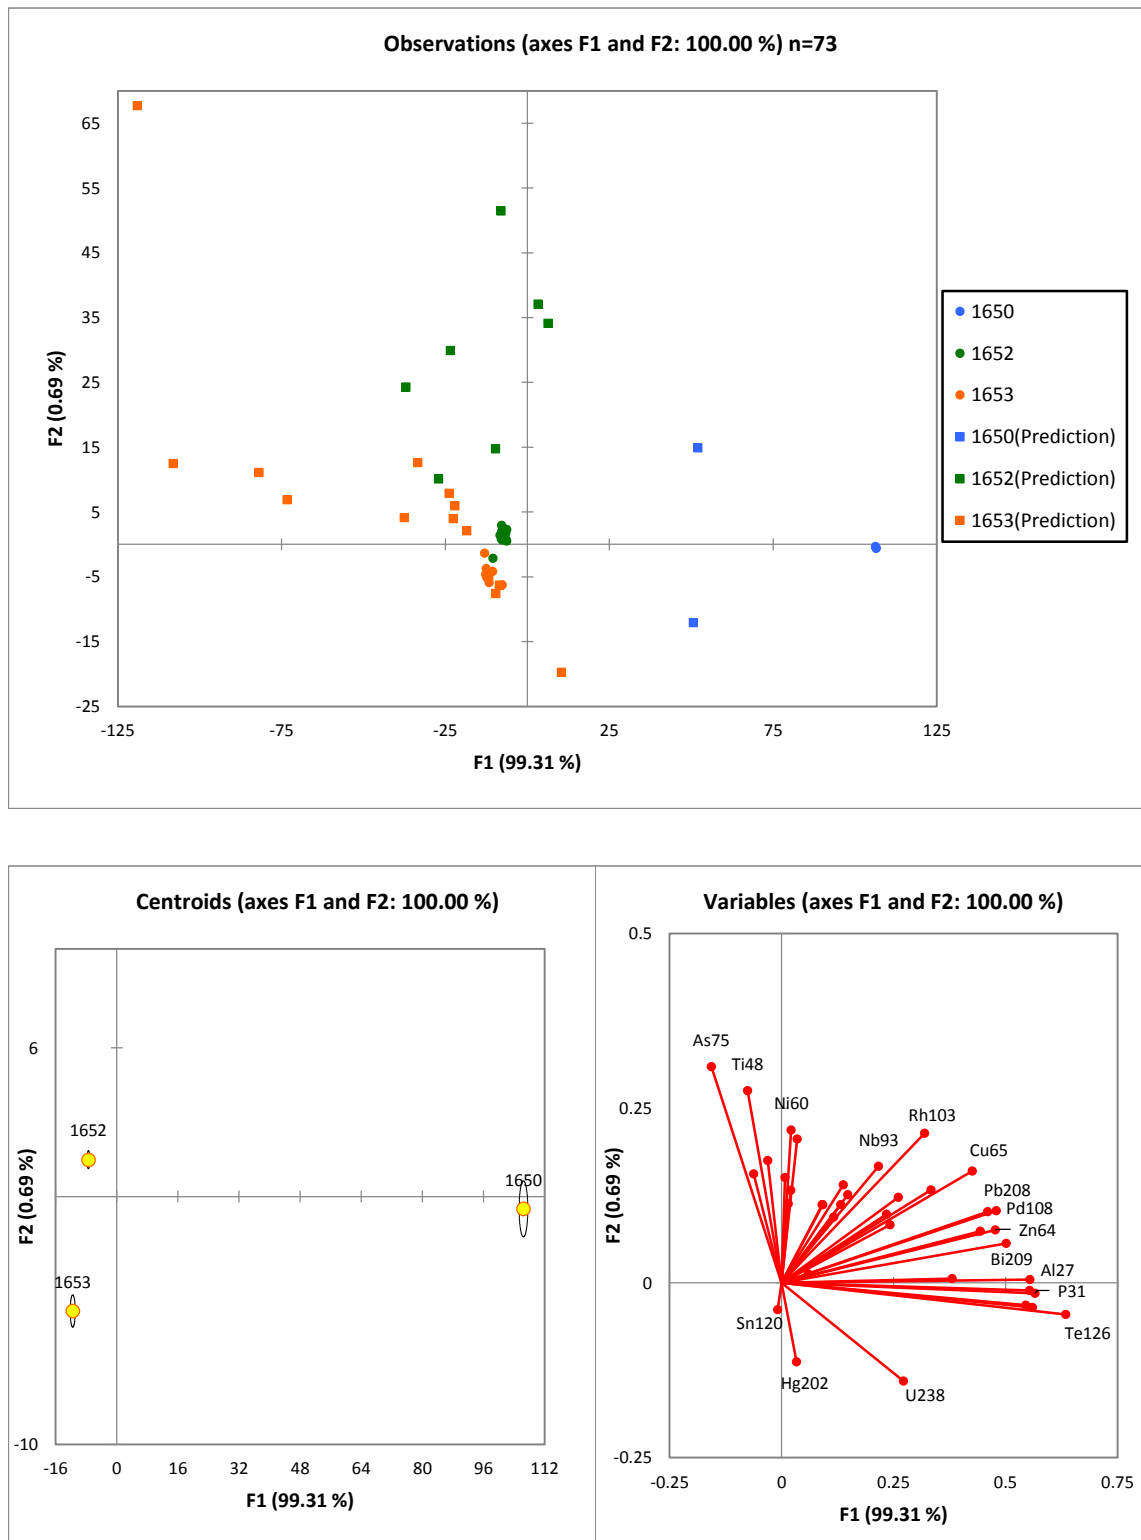 Observations (axes F1 and F2: 100.00 %) n=73
65
55
45
35
25
15
5
-5
-15
-25
F2 (0.69 %)
-125
-75
-25
25
75
125
F1 (99.31 %)
1650
1652
1653
1650(Prediction)
1652(Prediction)
1653(Prediction)
Centroids (axes F1 and F2: 100.00 %)
6
-10
F2 (0.69 %)
1652
1650
1653
-16
0
16
32
48
64
80
96
112
F1 (99.31 %)
Variables (axes F1 and F2: 100.00 %)
0.5
0.25
0
-0.25
F2 (0.69 %)
As75
Ti48
Ni60
Rh103
Nb93
Cu65
Pb208
Pd108
Zn64
Bi209
Al27
P31
Te126
Sn120
Hg202
U238
-0.25
0
0.25
0.5
0.75
F1 (99.31 %)